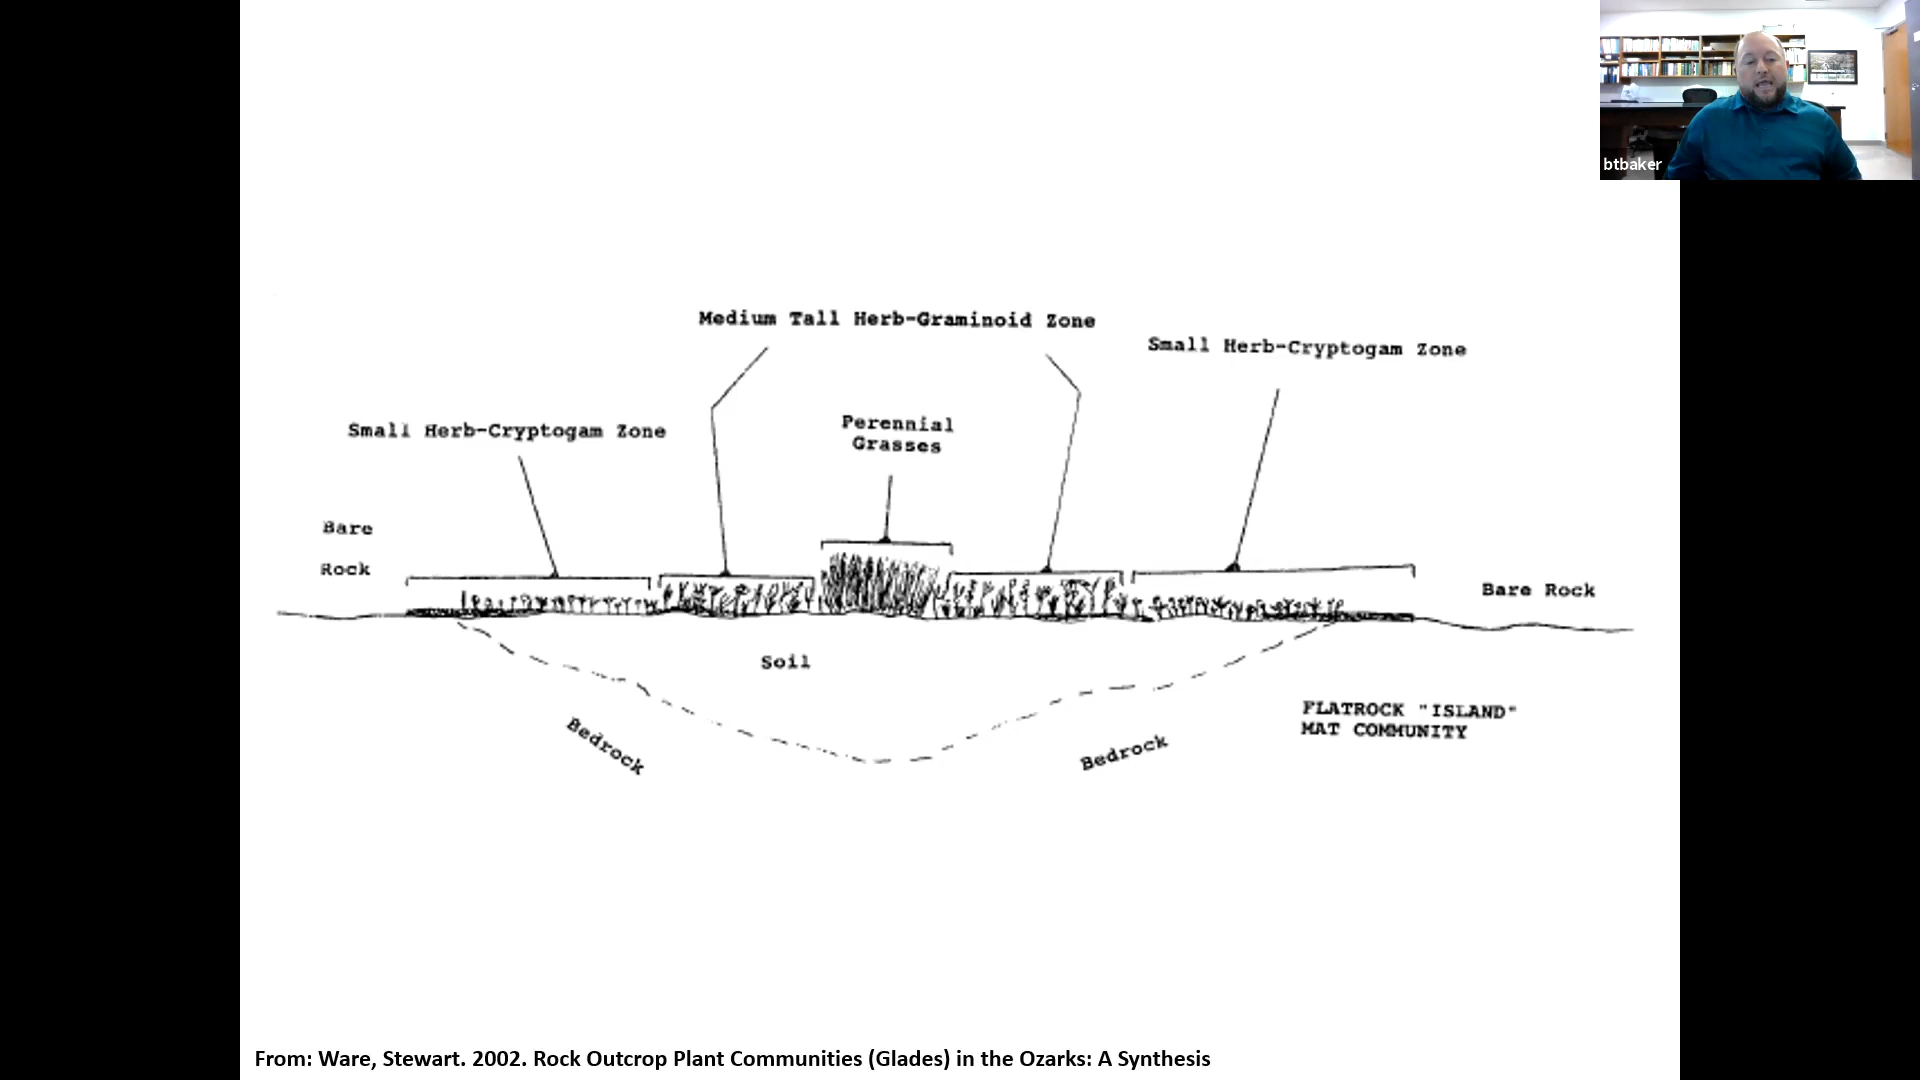 btbaker
Medium Tall Herb-Graminoid Zone
Small Herb-Cryptogam Zone
Perennial
Grasses
Small Herb-Cryptogam Zone
Bare
Rock
Bare Rock
Soil
FLATROCK "ISLAND"
MAT COMMUNITY
Bedrock
Bedrock
From: Ware, Stewart. 2002. Rock Outcrop Plant Communities (Glades) in the Ozarks: A Synthesis